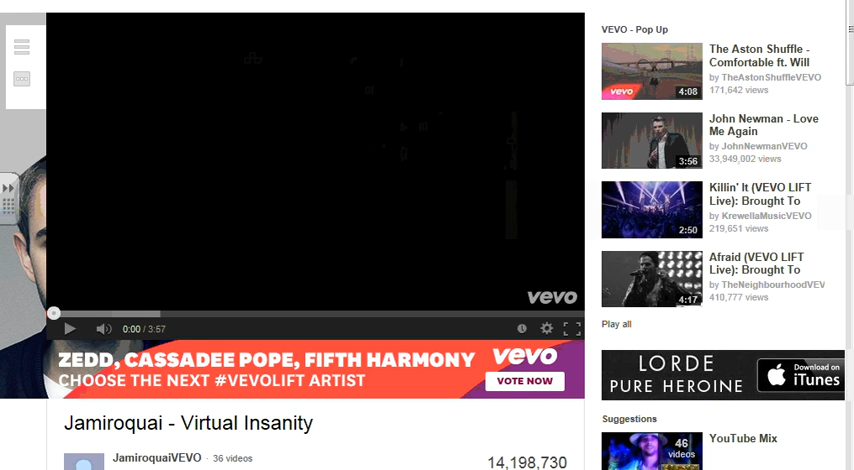 vevo
0:00 / 3:57
ZEDD, CASSADEE POPE, FIFTH HARMONY
CHOOSE THE NEXT #VEVOLIFT ARTIST
vevo
VOTE NOW
Jamiroquai - Virtual Insanity
JamiroquaiVEVO · 36 videos
14,198,730
VEVO - Pop Up
vevo
4:08
The Aston Shuffle -
Comfortable ft. Will
by TheAstonShuffleVEVO
171,642 views
3:56
John Newman - Love
Me Again
by JohnNewmanVEVO
33,949,002 views
2:50
Killin' It (VEVO LIFT
Live): Brought To
by KrewellaMusicVEVO
219,651 views
4:17
Afraid (VEVO LIFT
Live): Brought To
by TheNeighbourhoodVEV
410,777 views
Play all
LORDE
PURE HEROINE
Download on
iTunes
Suggestions
46
videos
YouTube Mix